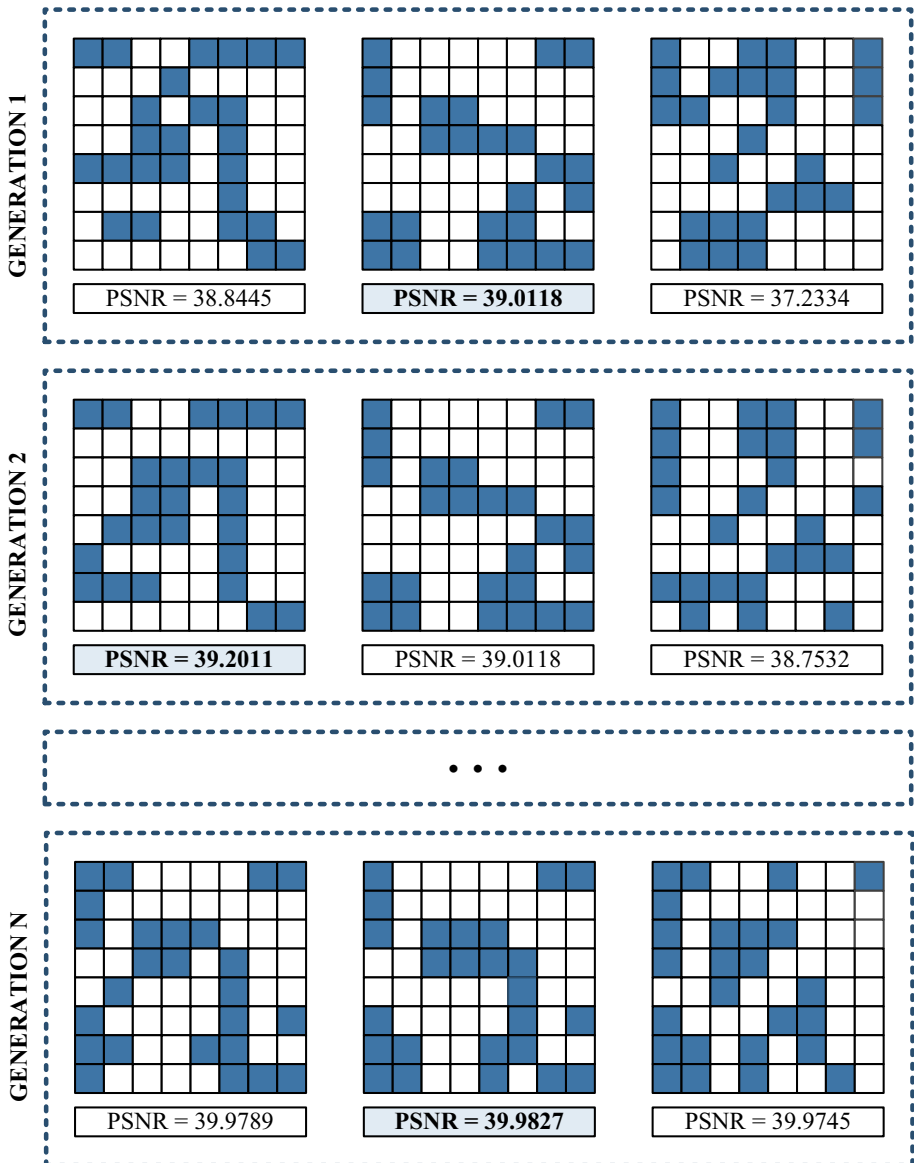 GENERATION 1
PSNR = 38.8445
PSNR = 39.0118
PSNR = 37.2334
GENERATION 2
PSNR = 39.2011
PSNR = 39.0118
PSNR = 38.7532
• • •
GENERATION N
PSNR = 39.9789
PSNR = 39.9827
PSNR = 39.9745